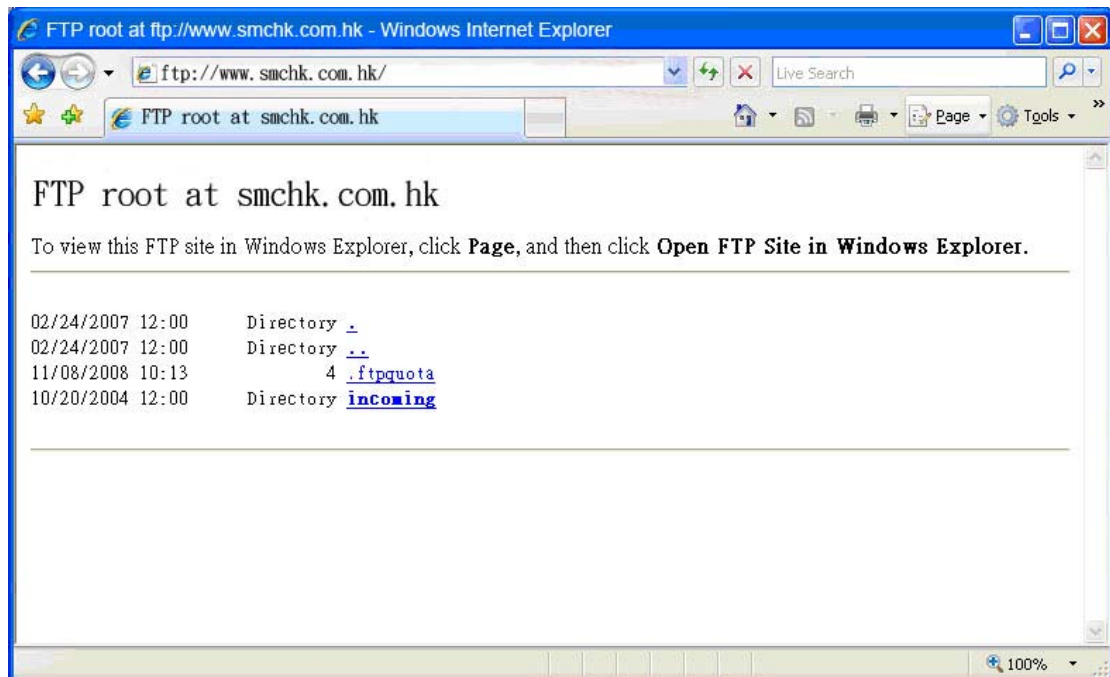 FTP root at ftp://www.smchk.com.hk - Windows Internet Explorer
ftp://www.smchk.com.hk/
Live Search
FTP root at smchk.com.hk
Page
Tools
»
FTP root at smchk.com.hk
To view this FTP site in Windows Explorer, click Page, and then click Open FTP Site in Windows Explorer.
02/24/2007 12:00 Directory .
02/24/2007 12:00 Directory ..
11/08/2008 10:13 4 .ftpquota
10/20/2004 12:00 Directory incoming
100%